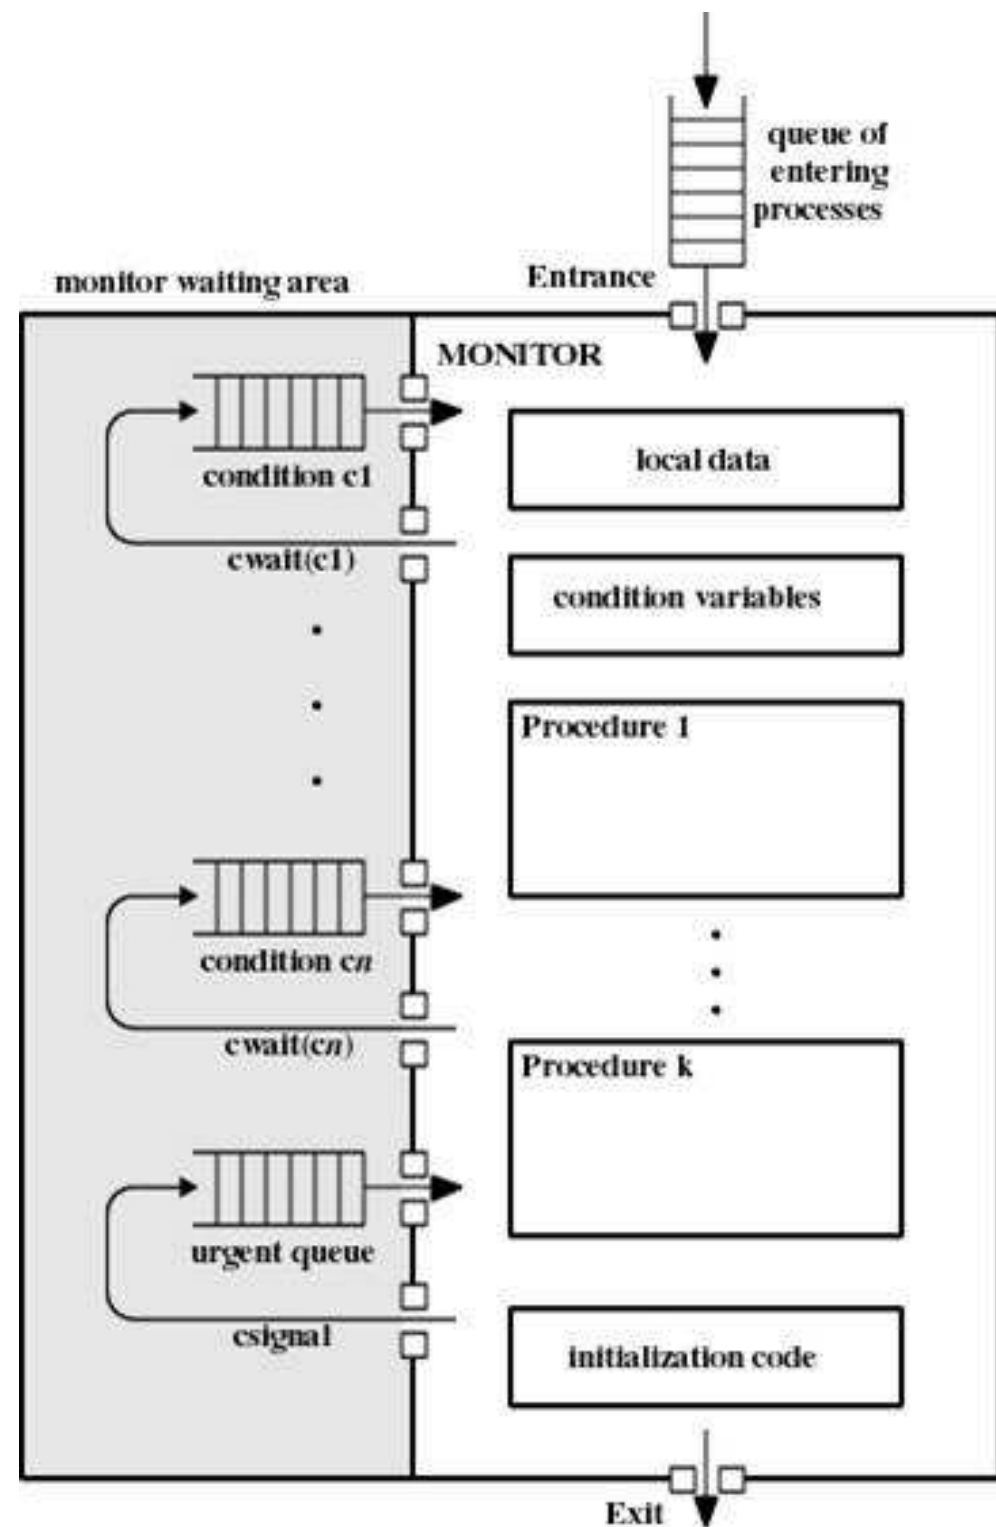 queue of
entering
processes
Entrance
monitor waiting area
MONITOR
condition c1
local data
cwait(c1)
condition variables
Procedure 1
condition cn
cwait(cn)
Procedure k
urgent queue
csignal
initialization code
Exit